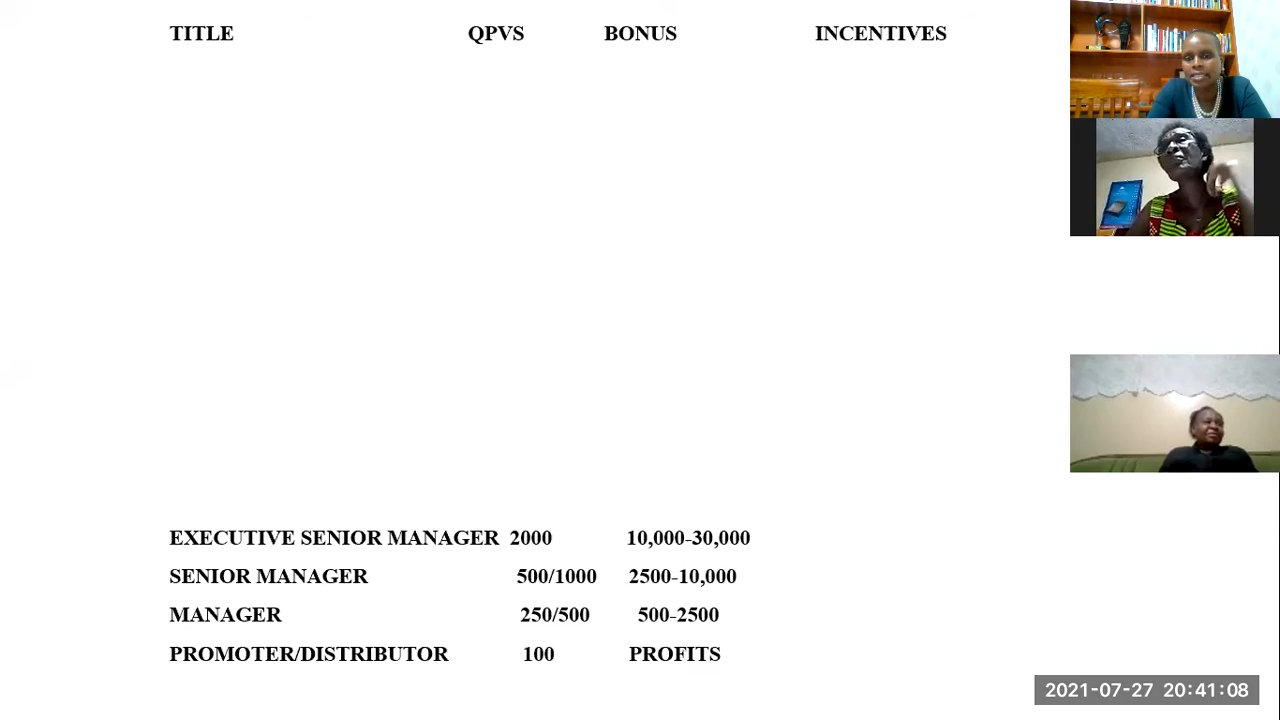 TITLE QPVS BONUS INCENTIVES
EXECUTIVE SENIOR MANAGER 2000 10,000-30,000
SENIOR MANAGER 500/1000 2500-10,000
MANAGER 250/500 500-2500
PROMOTER/DISTRIBUTOR 100 PROFITS
2021-07-27 20:41:08